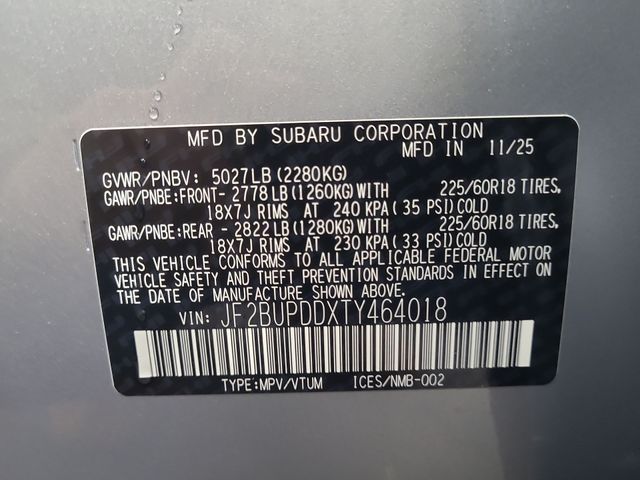 MFD BY SUBARU CORPORATION
MFD IN 11/25
GVWR/PNBV: 5027LB (2280KG)
GAWR/PNBE:FRONT- 2778 LB (1260KG) WITH 225/60R18 TIRES,
18X7J RIMS AT 240 KPA (35 PSI) COLD
GAWR/PNBE:REAR - 2822 LB (1280KG) WITH 225/60R18 TIRES,
18X7J RIMS AT 230 KPA (33 PSI) COLD
THIS VEHICLE CONFORMS TO ALL APPLICABLE FEDERAL MOTOR
VEHICLE SAFETY AND THEFT PREVENTION STANDARDS IN EFFECT ON
THE DATE OF MANUFACTURE SHOWN ABOVE.
VIN: JF2BUPDDXTY464018
TYPE:MPV/VTUM ICES/NMB-002